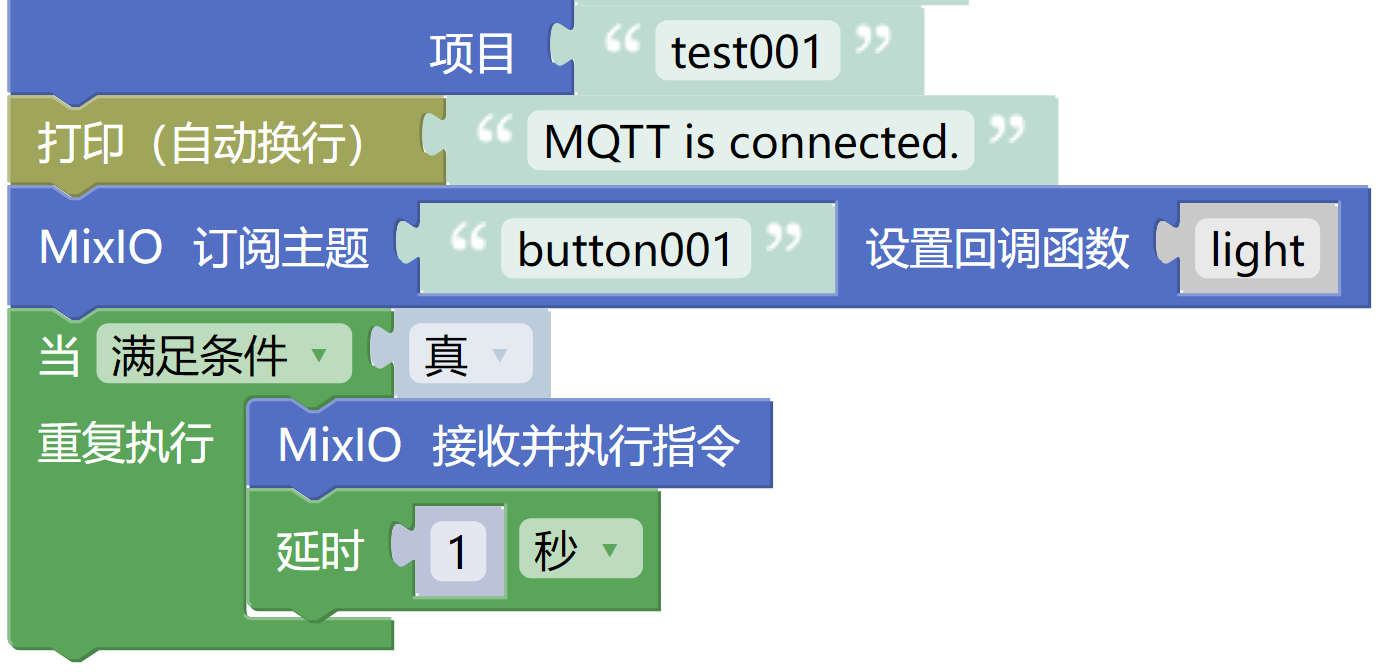 项目 “ test001 ”
打印（自动换行） “ MQTT is connected. ”
MixIO 订阅主题 “ button001 ” 设置回调函数 light
当 满足条件 真
重复执行 MixIO 接收并执行指令
延时 1 秒